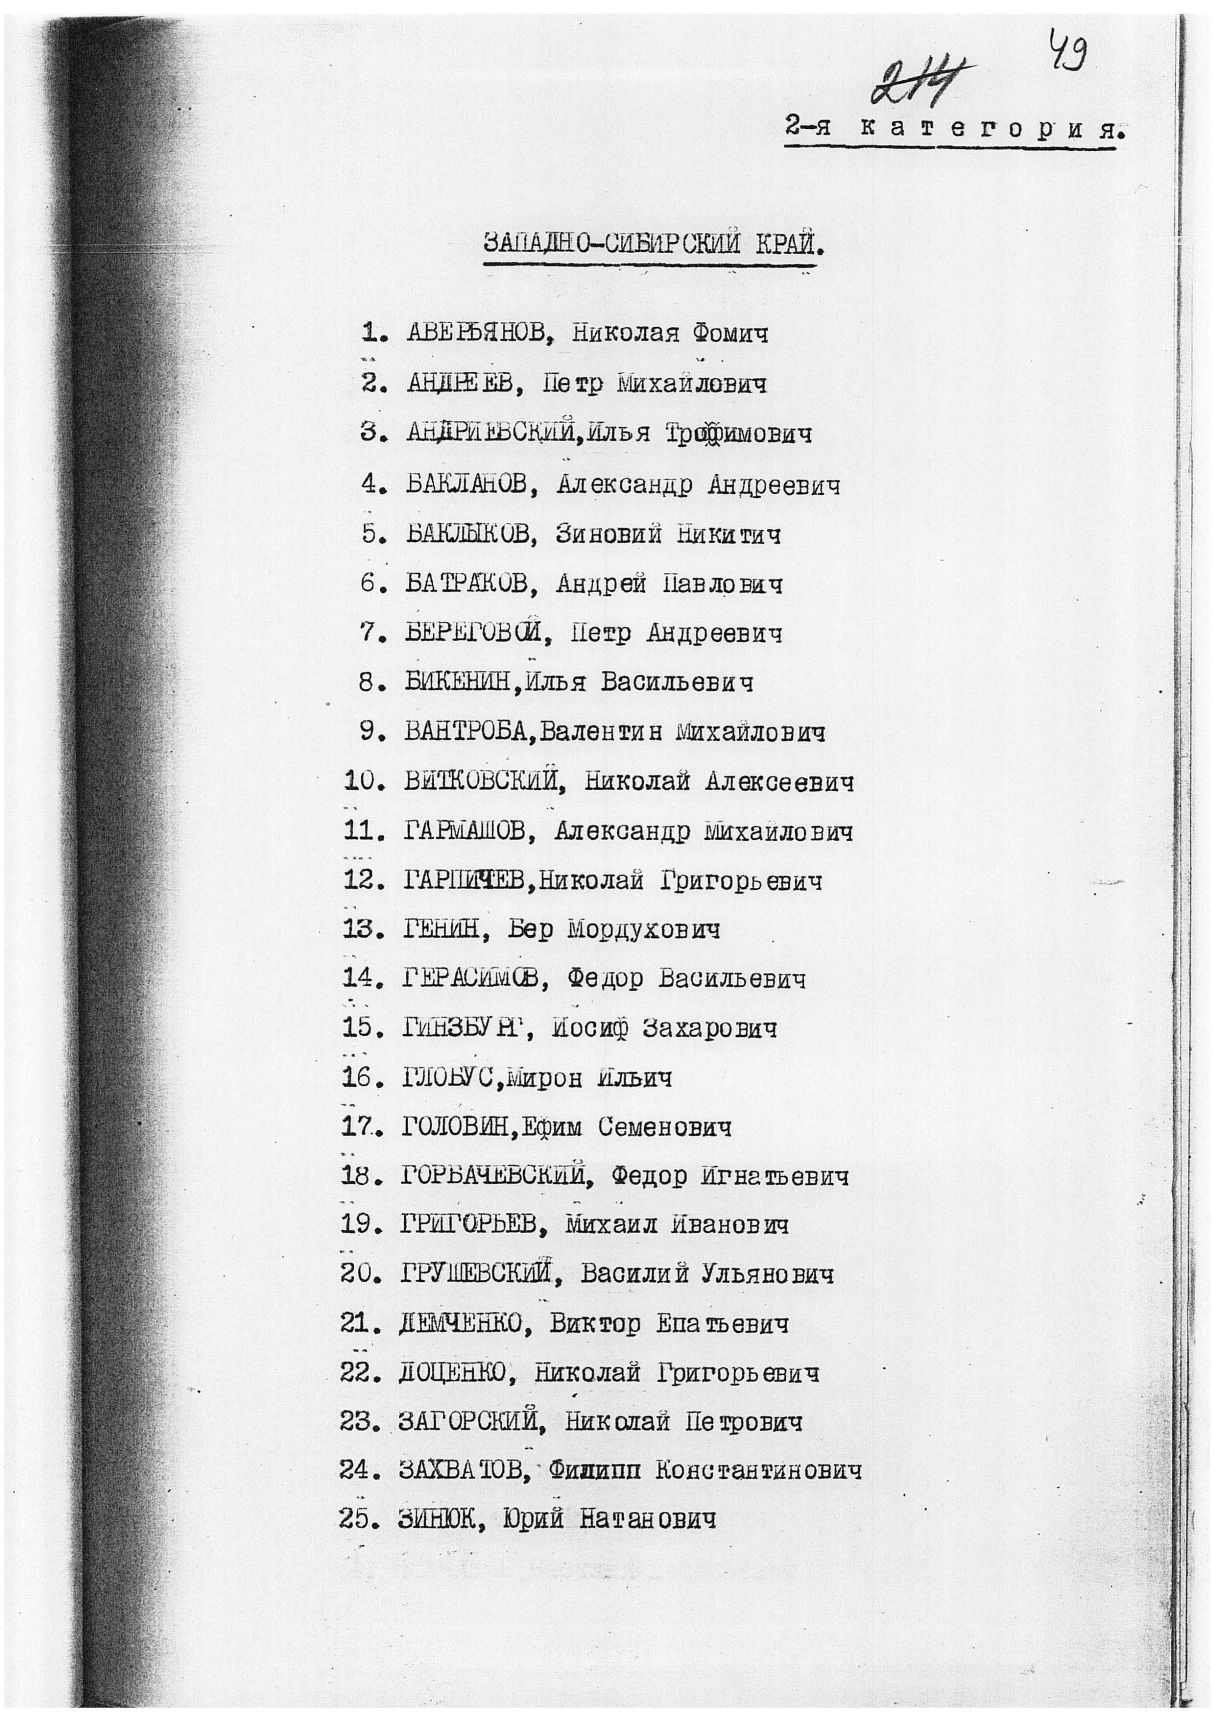 49
214
2-я категория.
ЗАПАДНО-СИБИРСКИЙ КРАЙ.
1. АВЕРЬЯНОВ, Николая Фомич
2. АНДРЕЕВ, Петр Михайлович
3. АНДРИЕВСКИЙ,Илья Трофимович
4. БАКЛАНОВ, Александр Андреевич
5. БАКЛЫКОВ, Зиновий Никитич
6. БАТРАКОВ, Андрей Павлович
7. БЕРЕГОВОЙ, Петр Андреевич
8. БИКЕНИН,Илья Васильевич
9. ВАНТРОБА,Валентин Михайлович
10. ВИТКОВСКИЙ, Николай Алексеевич
11. ГАРМАШОВ, Александр Михайлович
12. ГАРПИЧЕВ,Николай Григорьевич
13. ГЕНИН, Бер Мордухович
14. ГЕРАСИМОВ, Федор Васильевич
15. ГИНЗБУРГ, Иосиф Захарович
16. ГЛОБУС,Мирон Ильич
17. ГОЛОВИН,Ефим Семенович
18. ГОРБАЧЕВСКИЙ, Федор Игнатьевич
19. ГРИГОРЬЕВ, Михаил Иванович
20. ГРУШЕВСКИЙ, Василий Ульянович
21. ДЕМЧЕНКО, Виктор Епатьевич
22. ДОЦЕНКО, Николай Григорьевич
23. ЗАГОРСКИЙ, Николай Петрович
24. ЗАХВАТОВ, Филипп Константинович
25. ЗИНЮК, Юрий Натанович